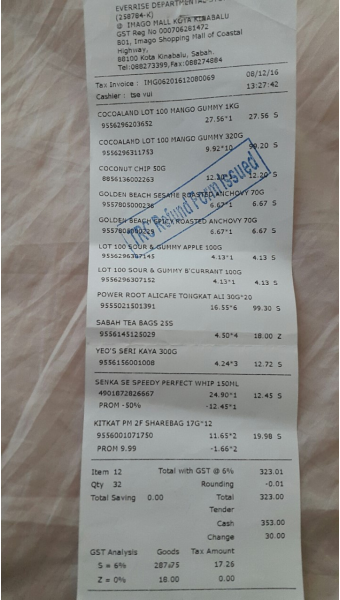 EVERRISE DEPARTMENTAL
(258784-K)
@ IMAGO MALL KOTA KINABALU
GST Reg No 000706281472
B01, Imago Shopping Mall of Coastal
Highway,
88100 Kota Kinabalu, Sabah.
Tel:088273399,Fax:088274884
Tax Invoice : IMG06201612080069 08/12/16
Cashier : tse vui 13:27:42
COCOALAND LOT 100 MANGO GUMMY 1KG
9556296203652 27.56*1 27.56 S
COCOALAND LOT 100 MANGO GUMMY 320G
9556296311753 9.92*10 99.20 S
COCONUT CHIP 50G
8856136002263 12.20 S
GOLDEN BEACH SESAME ROASTED ANCHOVY 70G
9557805000236 6.67*1 6.67 S
GOLDEN BEACH SPICY ROASTED ANCHOVY 70G
6.67*1 6.67 S
LOT 100 SOUR & GUMMY APPLE 100G
9556296307145 4.13*1 4.13 S
LOT 100 SOUR & GUMMY B'CURRANT 100G
9556296307152 4.13*1 4.13 S
POWER ROOT ALICAFE TONGKAT ALI 30G*20
9555021501391 16.55*6 99.30 S
SABAH TEA BAGS 25S
9556145125029 4.50*4 18.00 Z
YEO'S SERI KAYA 300G
9556156001008 4.24*3 12.72 S
SENKA SE SPEEDY PERFECT WHIP 150ML
4901872826667 24.90*1 12.45 S
PROM -50% -12.45*1
KITKAT PM 2F SHAREBAG 17G*12
9556001071750 11.65*2 19.98 S
PROM 9.99 -1.66*2
Item 12 Total with GST @ 6% 323.01
Qty 32 Rounding -0.01
Total Saving 0.00 Total 323.00
Tender
Cash 353.00
Change 30.00
GST Analysis Goods Tax Amount
S = 6% 287.75 17.26
Z = 0% 18.00 0.00
Refund Form Issued